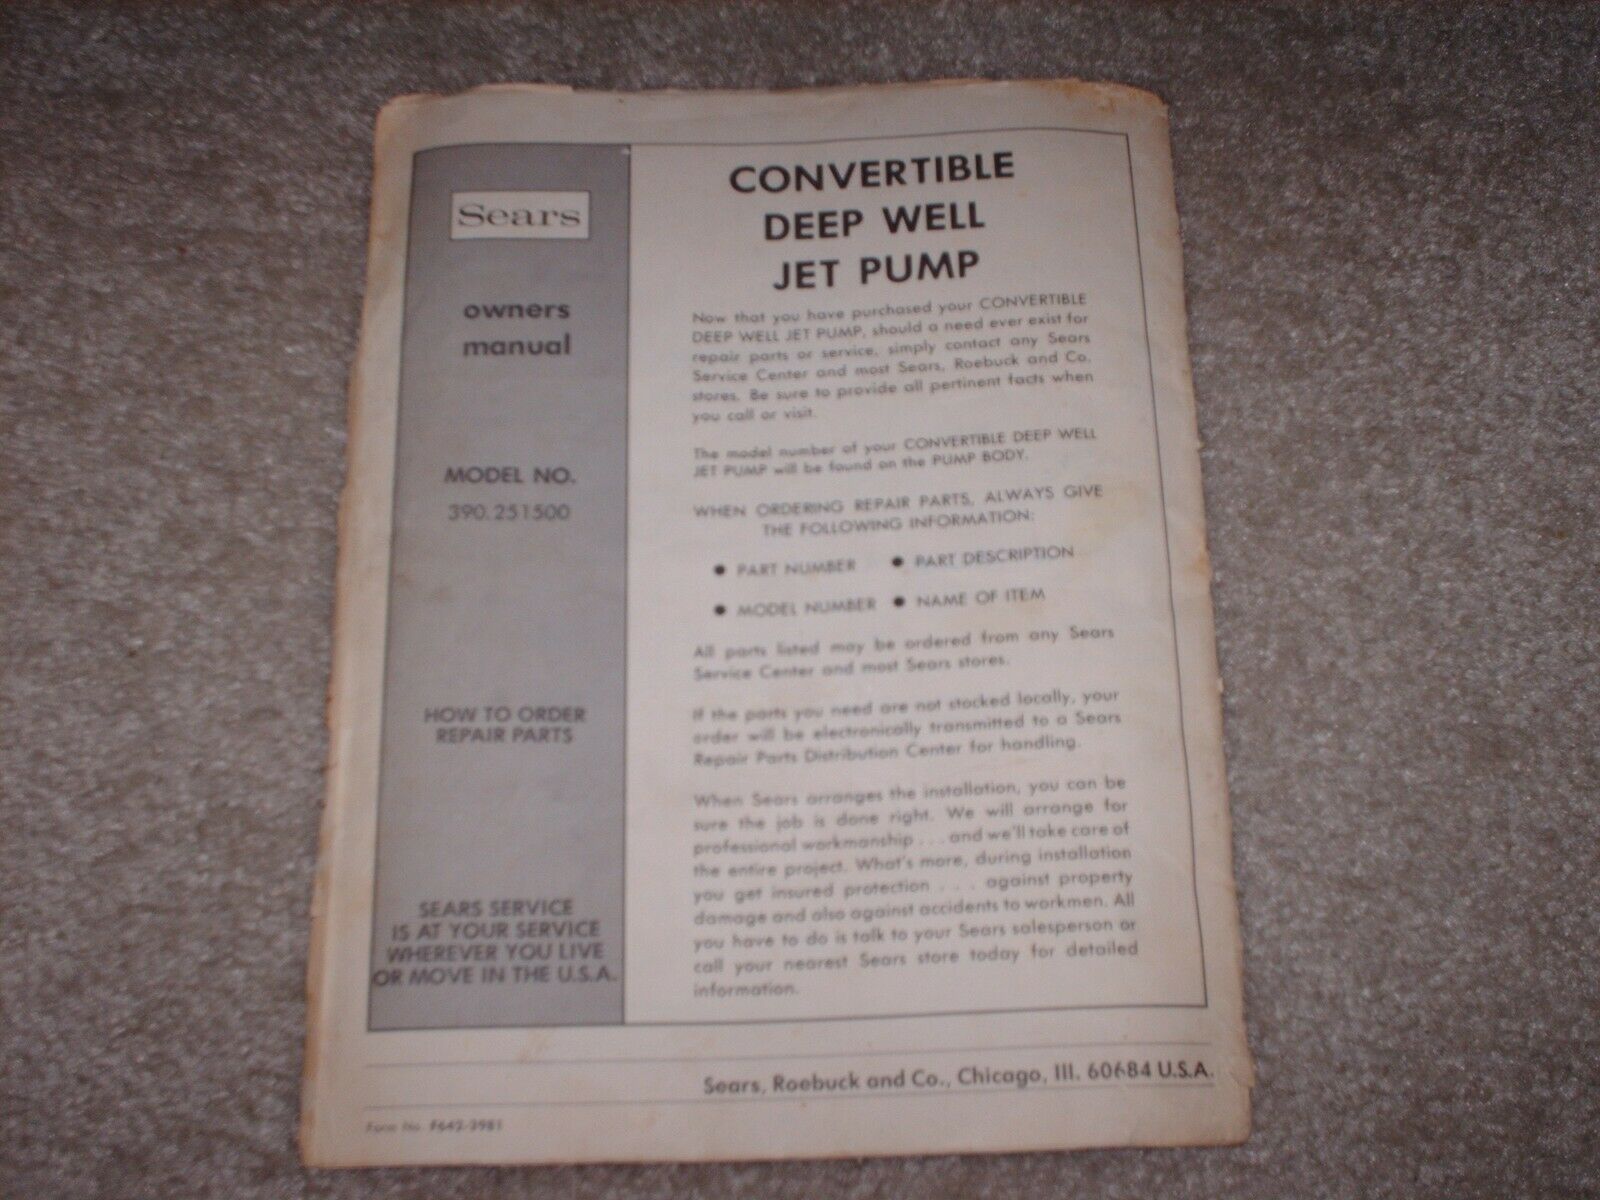 Sears
owners
manual
MODEL NO.
390.251500
HOW TO ORDER
REPAIR PARTS
SEARS SERVICE
IS AT YOUR SERVICE
WHEREVER YOU LIVE
OR MOVE IN THE U.S.A.
CONVERTIBLE
DEEP WELL
JET PUMP
Now that you have purchased your CONVERTIBLE
DEEP WELL JET PUMP, should a need ever exist for
repair parts or service, simply contact any Sears
Service Center and most Sears, Roebuck and Co.
stores. Be sure to provide all pertinent facts when
you call or visit.
The model number of your CONVERTIBLE DEEP WELL
JET PUMP will be found on the PUMP BODY.
WHEN ORDERING REPAIR PARTS, ALWAYS GIVE
THE FOLLOWING INFORMATION:
● PART NUMBER ● PART DESCRIPTION
● MODEL NUMBER ● NAME OF ITEM
All parts listed may be ordered from any Sears
Service Center and most Sears stores.
If the parts you need are not stocked locally, your
order will be electronically transmitted to a Sears
Repair Parts Distribution Center for handling.
When Sears arranges the installation, you can be
sure the job is done right. We will arrange for
professional workmanship . . . and we'll take care of
the entire project. What's more, during installation
you get insured protection . . . against property
damage and also against accidents to workmen. All
you have to do is talk to your Sears salesperson or
call your nearest Sears store today for detailed
information.
Sears, Roebuck and Co., Chicago, Ill. 60684 U.S.A.
Form No. F642-3981